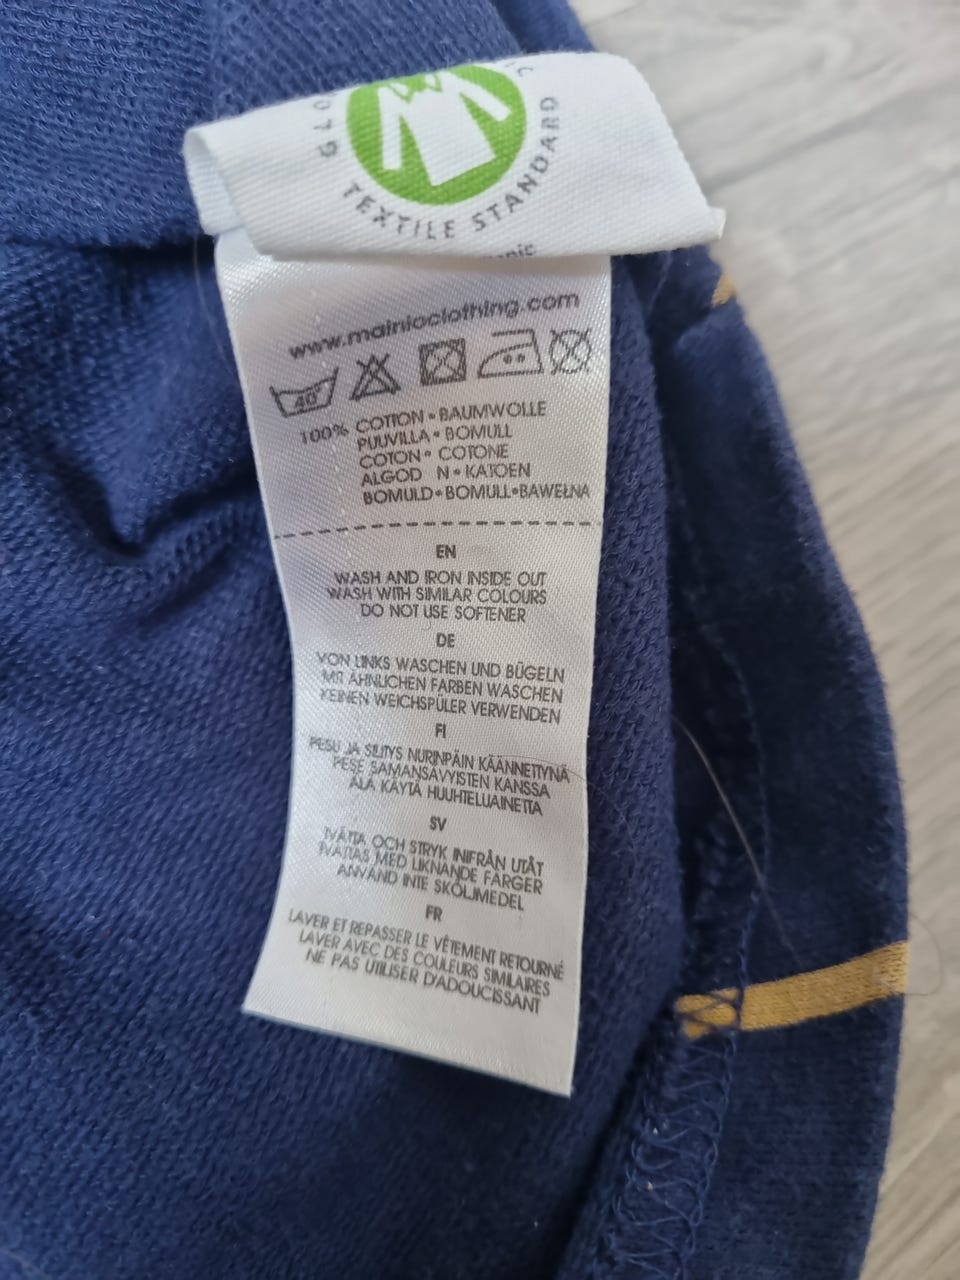 TEXTILE STANDARD
www.mainioclothing.com
40
100% COTTON • BAUMWOLLE
PUUVILLA • BOMULL
COTON • COTONE
ALGOD N • KATOEN
BOMULD • BOMULL • BAWEŁNA
EN
WASH AND IRON INSIDE OUT
WASH WITH SIMILAR COLOURS
DO NOT USE SOFTENER
DE
VON LINKS WASCHEN UND BÜGELN
MIT ÄHNLICHEN FARBEN WASCHEN
KEINEN WEICHSPÜLER VERWENDEN
FI
PESU JA SILITYS NURINPÄIN KÄÄNNETTYNÄ
PESE SAMANSÄVYISTEN KANSSA
ÄLÄ KÄYTÄ HUUHTELUAINETTA
SV
TVÄTTA OCH STRYK INIFRÅN UTÅT
TVÄTTAS MED LIKNANDE FÄRGER
ANVÄND INTE SKÖLJMEDEL
FR
LAVER ET REPASSER LE VÊTEMENT RETOURNÉ
LAVER AVEC DES COULEURS SIMILAIRES
NE PAS UTILISER D'ADOUCISSANT